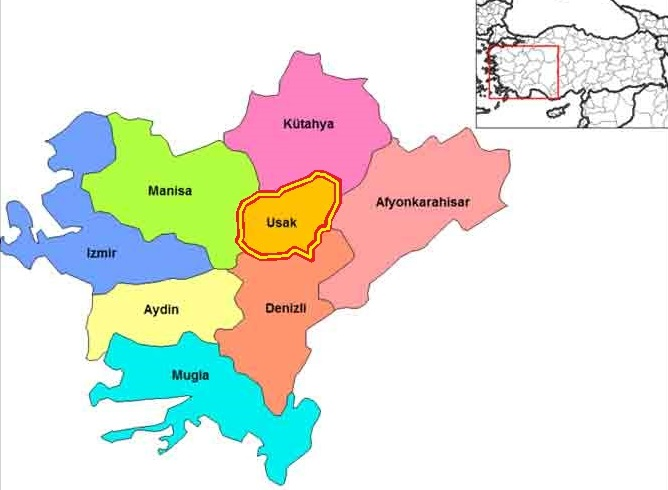 Kütahya
Manisa
Afyonkarahisar
Usak
Izmir
Aydin
Denizli
Mugla